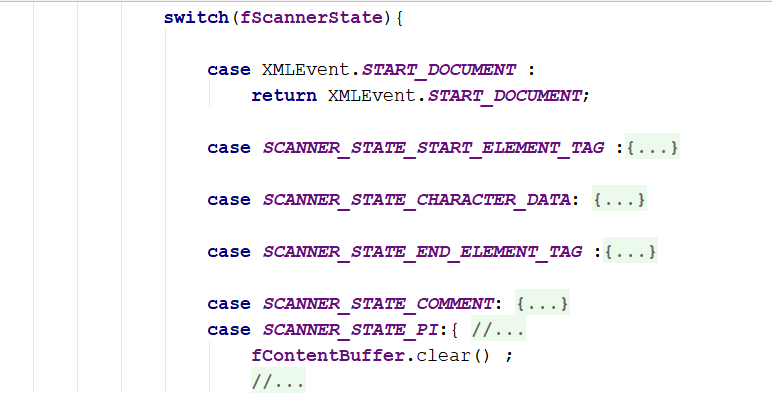 switch(fScannerState){
case XMLEvent.START_DOCUMENT :
return XMLEvent.START_DOCUMENT;
case SCANNER_STATE_START_ELEMENT_TAG :{...}
case SCANNER_STATE_CHARACTER_DATA: {...}
case SCANNER_STATE_END_ELEMENT_TAG :{...}
case SCANNER_STATE_COMMENT: {...}
case SCANNER_STATE_PI:{ //...
fContentBuffer.clear() ;
//...